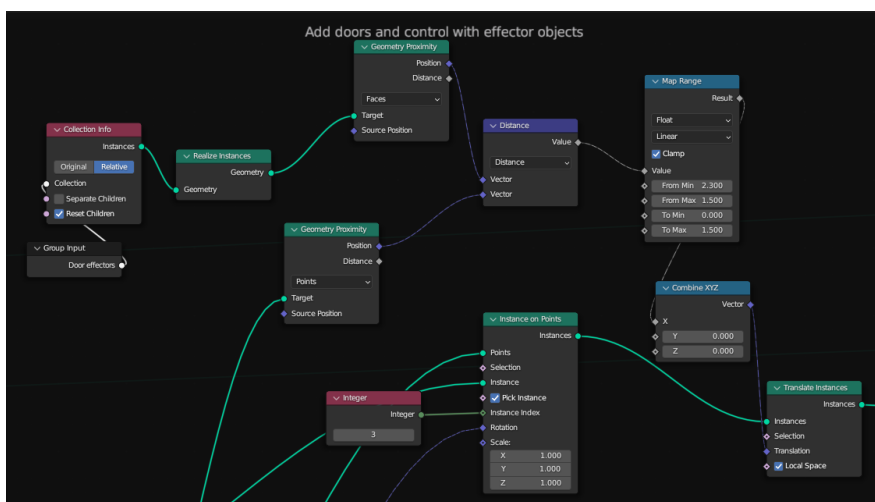 Add doors and control with effector objects
Geometry Proximity
Position
Distance
Faces
Target
Source Position
Map Range
Result
Float
Linear
Clamp
Value
From Min 2.300
From Max 1.500
To Min 0.000
To Max 1.500
Collection Info
Instances
Original Relative
Collection
Separate Children
Reset Children
Realize Instances
Geometry
Geometry
Distance
Value
Distance
Vector
Vector
Group Input
Door effectors
Geometry Proximity
Position
Distance
Points
Target
Source Position
Combine XYZ
Vector
X
Y 0.000
Z 0.000
Instance on Points
Instances
Points
Selection
Instance
Pick Instance
Instance Index
Rotation
Scale:
X 1.000
Y 1.000
Z 1.000
Integer
Integer
3
Translate Instances
Instances
Instances
Selection
Translation
Local Space